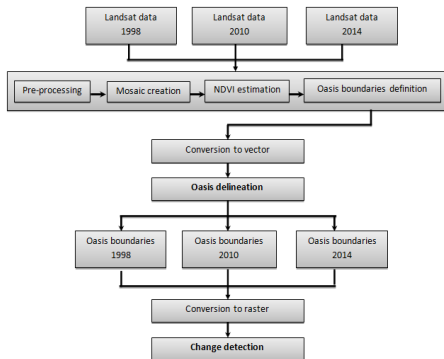 Landsat data
1998
Landsat data
2010
Landsat data
2014
Pre-processing
Mosaic creation
NDVI estimation
Oasis boundaries definition
Conversion to vector
Oasis delineation
Oasis boundaries
1998
Oasis boundaries
2010
Oasis boundaries
2014
Conversion to raster
Change detection